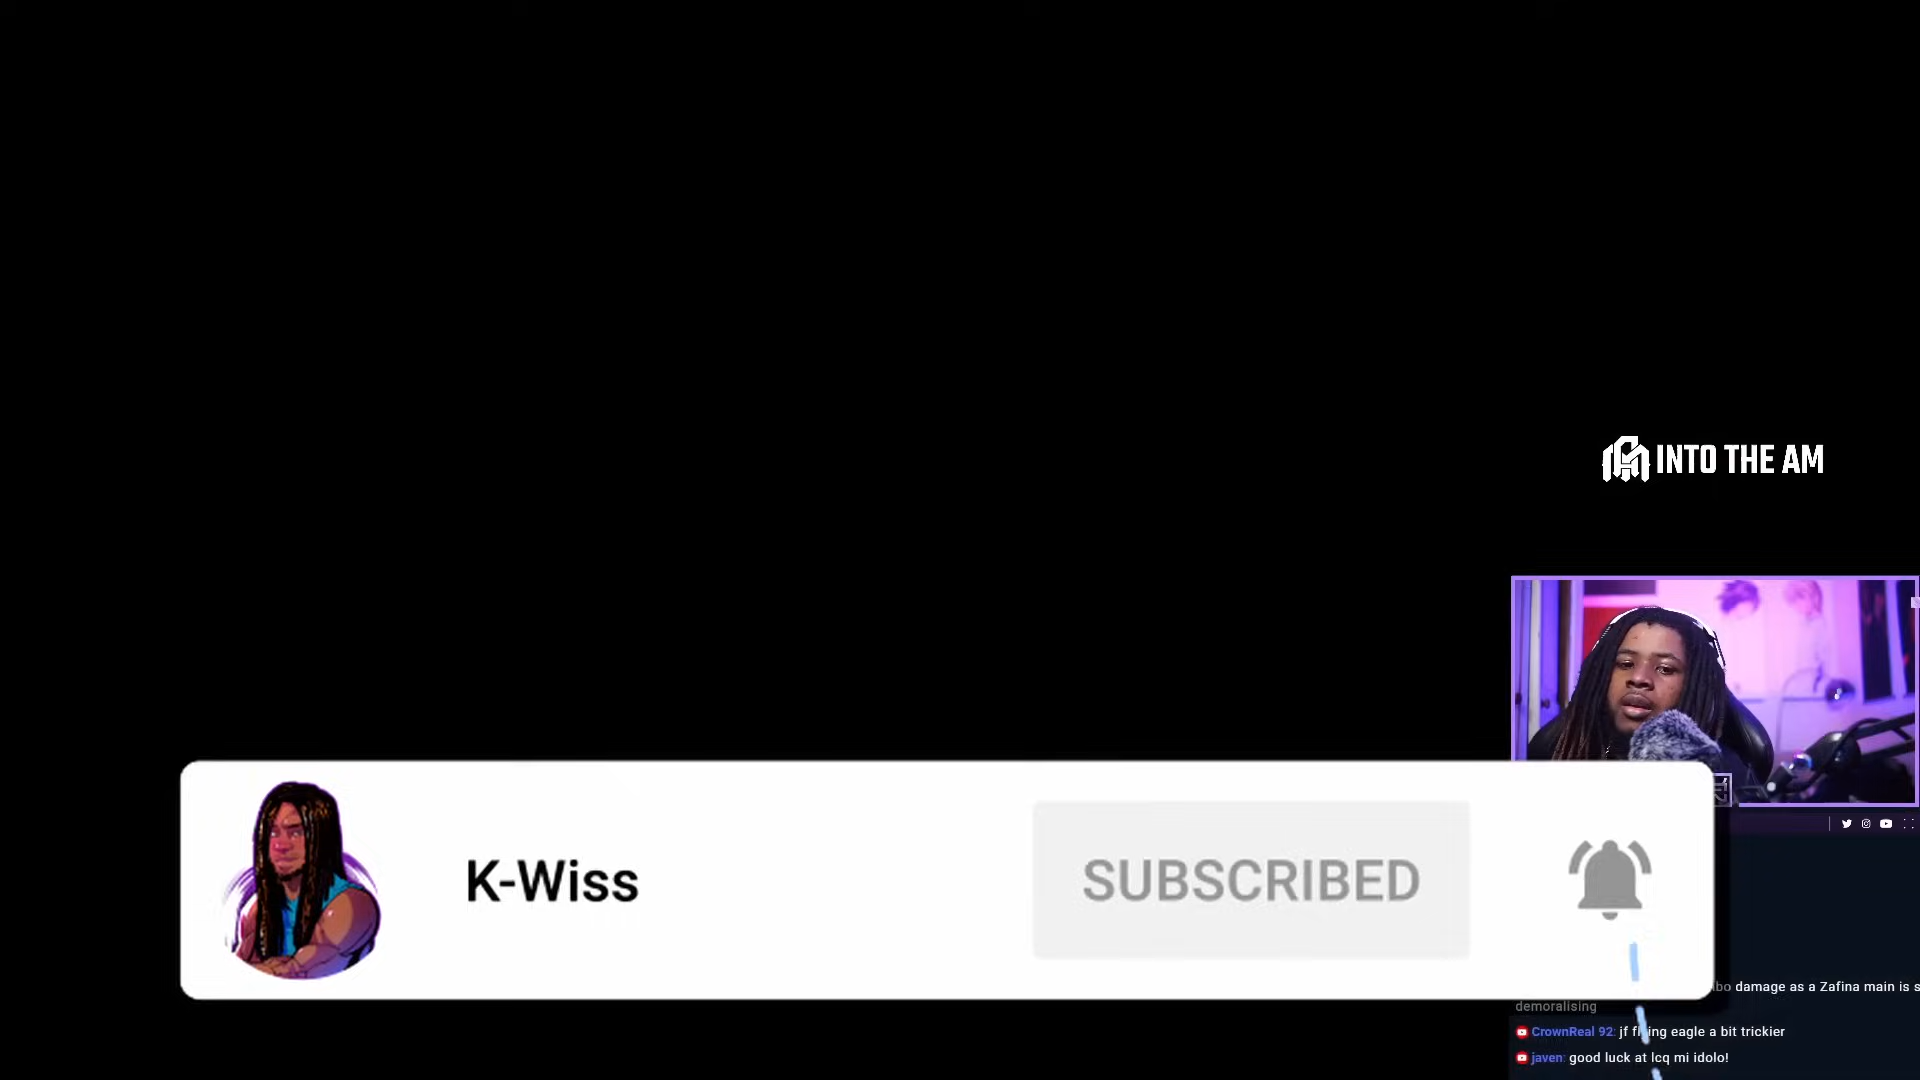 INTO THE AM
K-Wiss
SUBSCRIBED
damage as a Zafina main is
demoralising
CrownReal 92: jf flying eagle a bit trickier
javen: good luck at lcq mi idolo!